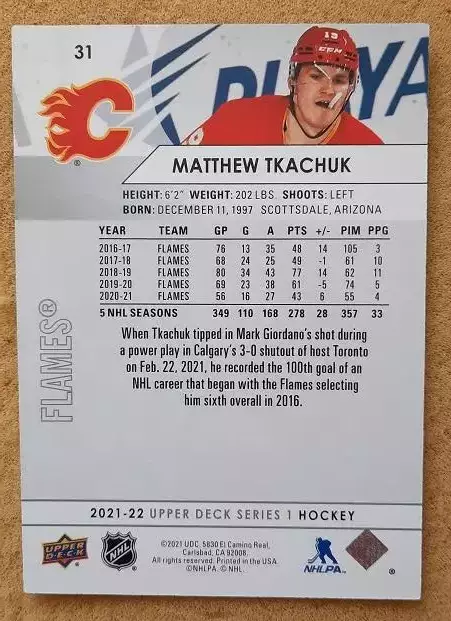 31
19
CCM
PLAYA
C
®
MATTHEW TKACHUK
HEIGHT: 6'2" WEIGHT: 202 LBS. SHOOTS: LEFT
BORN: DECEMBER 11, 1997 SCOTTSDALE, ARIZONA
YEAR TEAM GP G A PTS +/- PIM PPG
2016-17 FLAMES 76 13 35 48 14 105 3
2017-18 FLAMES 68 24 25 49 -1 61 10
2018-19 FLAMES 80 34 43 77 14 62 11
2019-20 FLAMES 69 23 38 61 -5 74 5
2020-21 FLAMES 56 16 27 43 6 55 4
5 NHL SEASONS 349 110 168 278 28 357 33
FLAMES®
When Tkachuk tipped in Mark Giordano's shot during
a power play in Calgary's 3-0 shutout of host Toronto
on Feb. 22, 2021, he recorded the 100th goal of an
NHL career that began with the Flames selecting
him sixth overall in 2016.
2021-22 UPPER DECK SERIES 1 HOCKEY
UPPER
DECK
NHL
©2021 UDC. 5830 El Camino Real,
Carlsbad, CA 92008.
All rights reserved. Printed in the USA.
©NHLPA. © NHL.
NHLPA
®